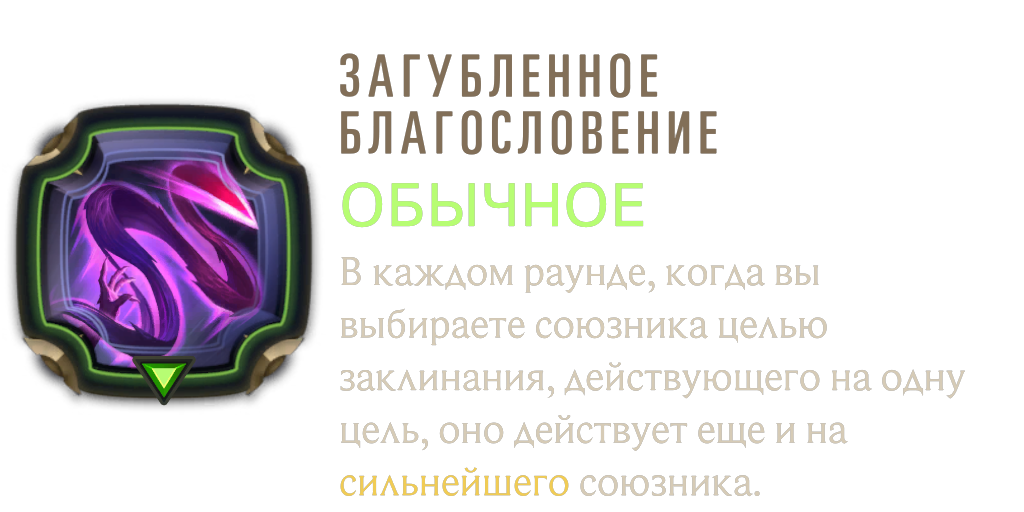 ЗАГУБЛЕННОЕ
БЛАГОСЛОВЕНИЕ
ОБЫЧНОЕ
В каждом раунде, когда вы
выбираете союзника целью
заклинания, действующего на одну
цель, оно действует еще и на
сильнейшего союзника.